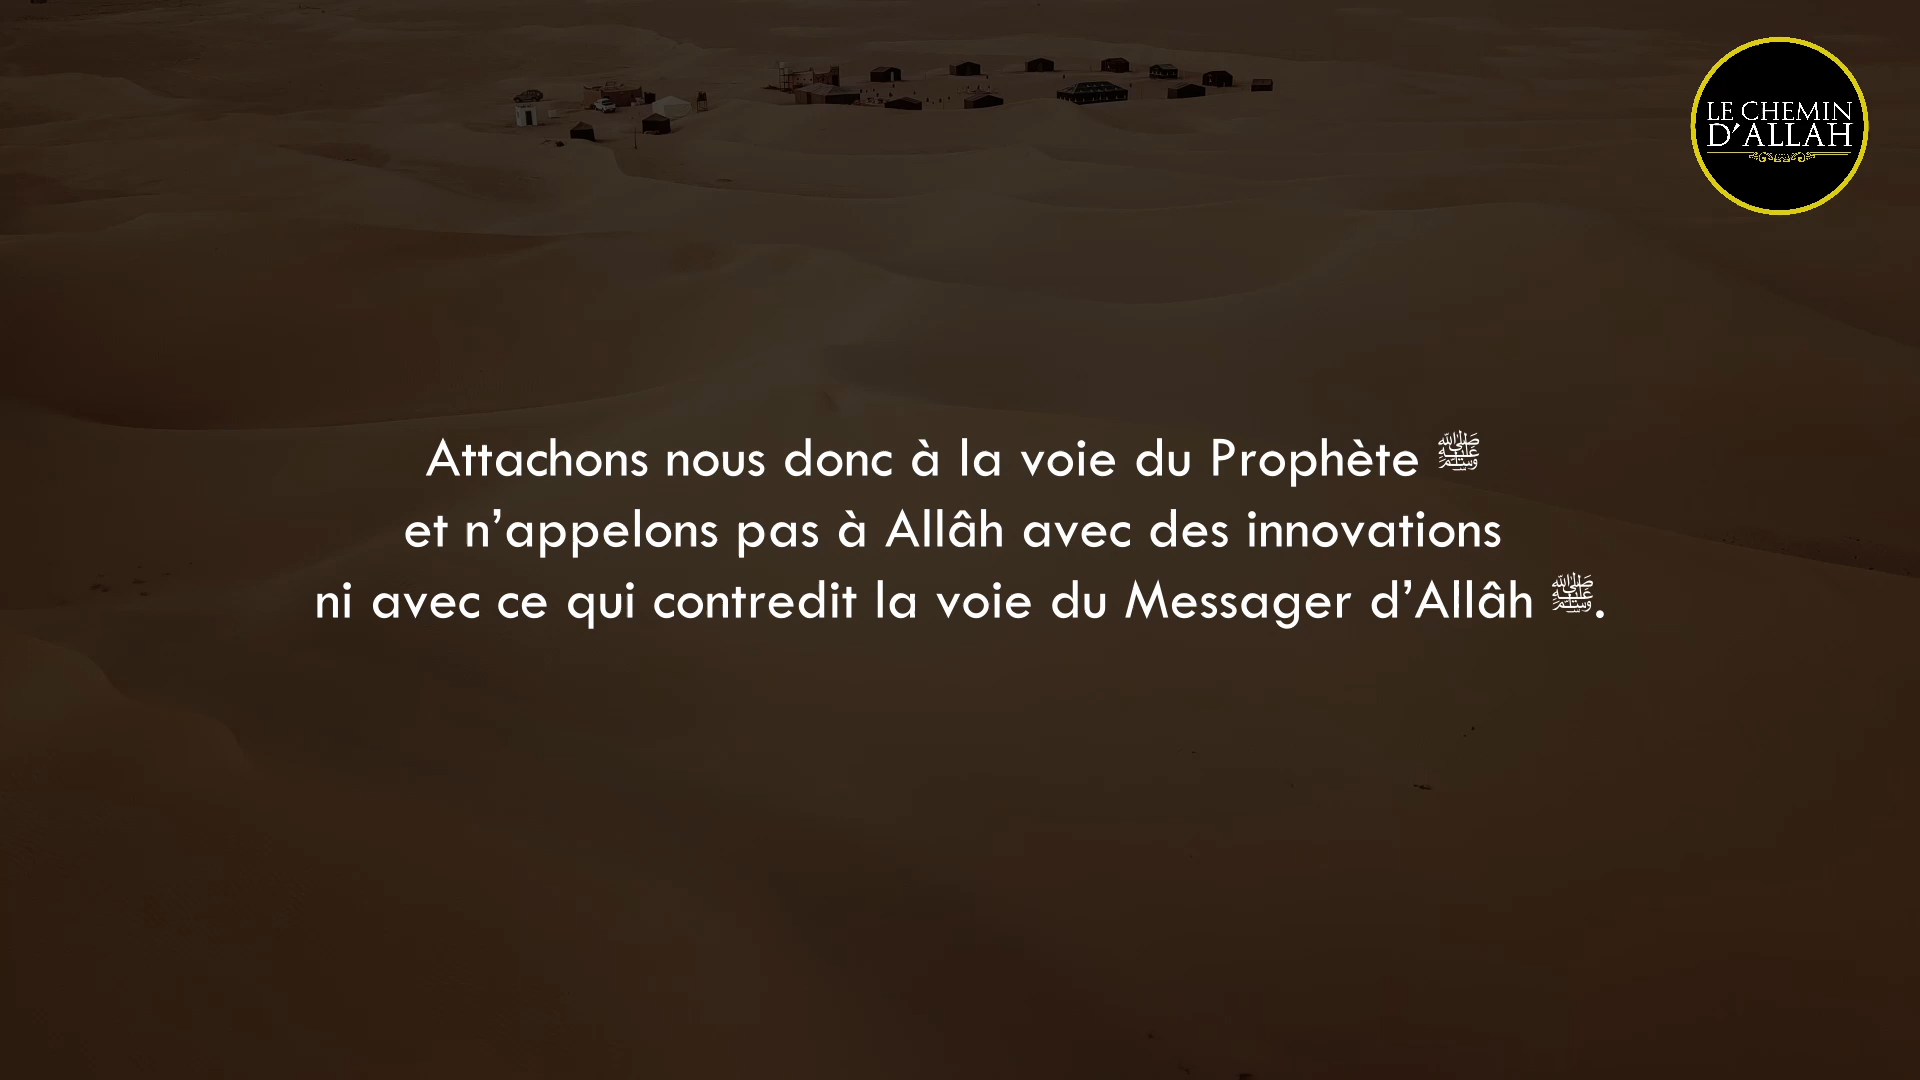 LE CHEMIN
D’ALLAH
Attachons nous donc à la voie du Prophète ﷺ
et n’appelons pas à Allâh avec des innovations
ni avec ce qui contredit la voie du Messager d’Allâh ﷺ.